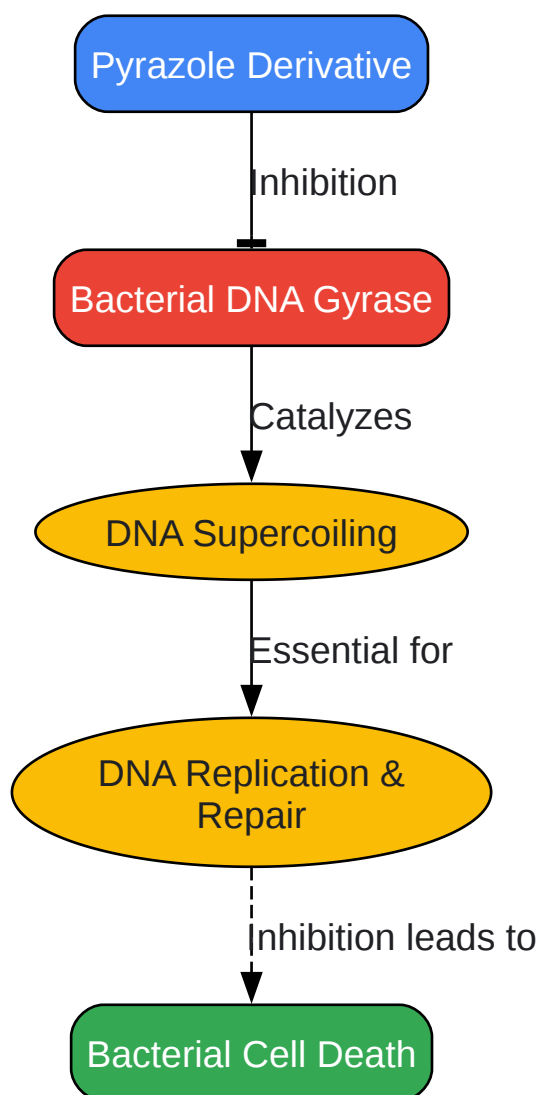 Pyrazole Derivative
Inhibition
Bacterial DNA Gyrase
Catalyzes
DNA Supercoiling
Essential for
DNA Replication &
Repair
Inhibition leads to
Bacterial Cell Death